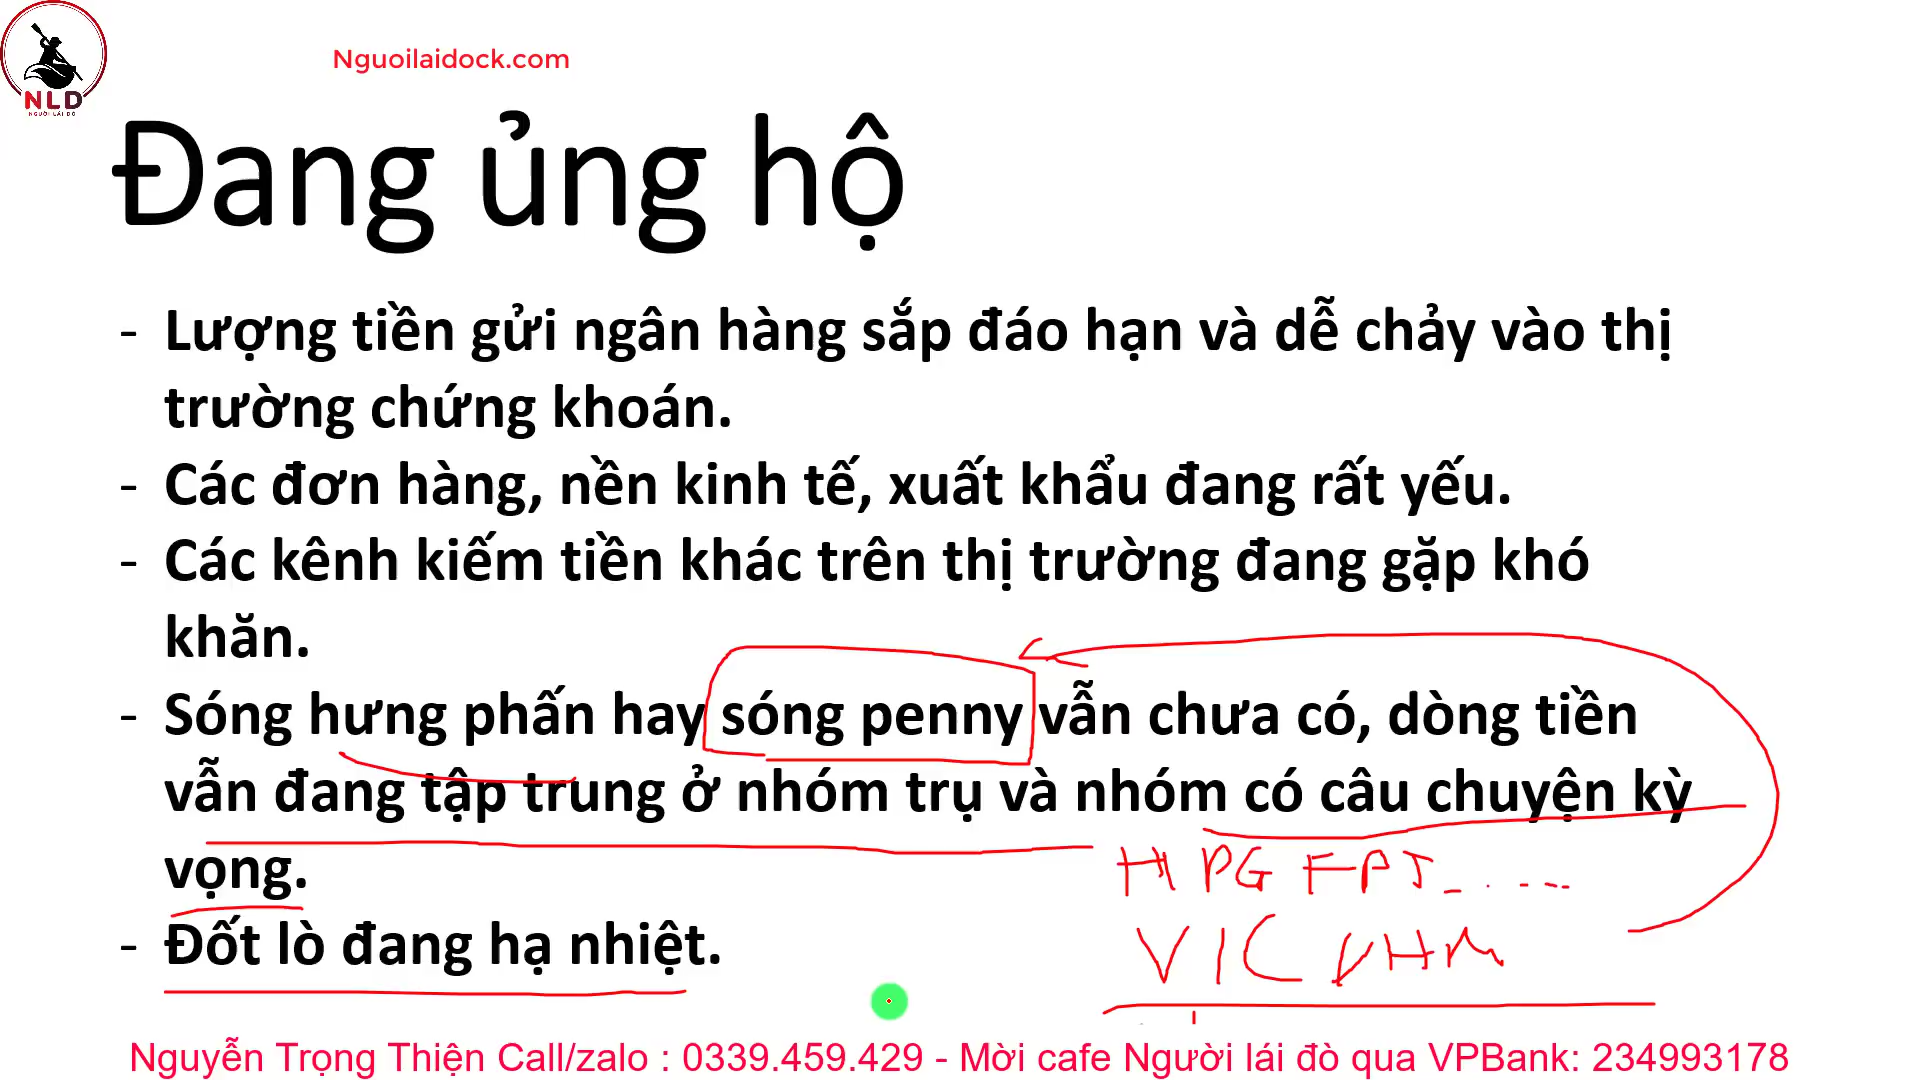 NLD
NGƯỜI LÁI ĐÒ
Nguoilaidock.com
Đang ủng hộ
- Lượng tiền gửi ngân hàng sắp đáo hạn và dễ chảy vào thị
trường chứng khoán.
- Các đơn hàng, nền kinh tế, xuất khẩu đang rất yếu.
- Các kênh kiếm tiền khác trên thị trường đang gặp khó
khăn.
- Sóng hưng phấn hay sóng penny vẫn chưa có, dòng tiền
vẫn đang tập trung ở nhóm trụ và nhóm có câu chuyện kỳ
vọng.
HPG FPT.....
- Đốt lò đang hạ nhiệt.
VIC VHM
Nguyễn Trọng Thiện Call/zalo : 0339.459.429 - Mời cafe Người lái đò qua VPBank: 234993178